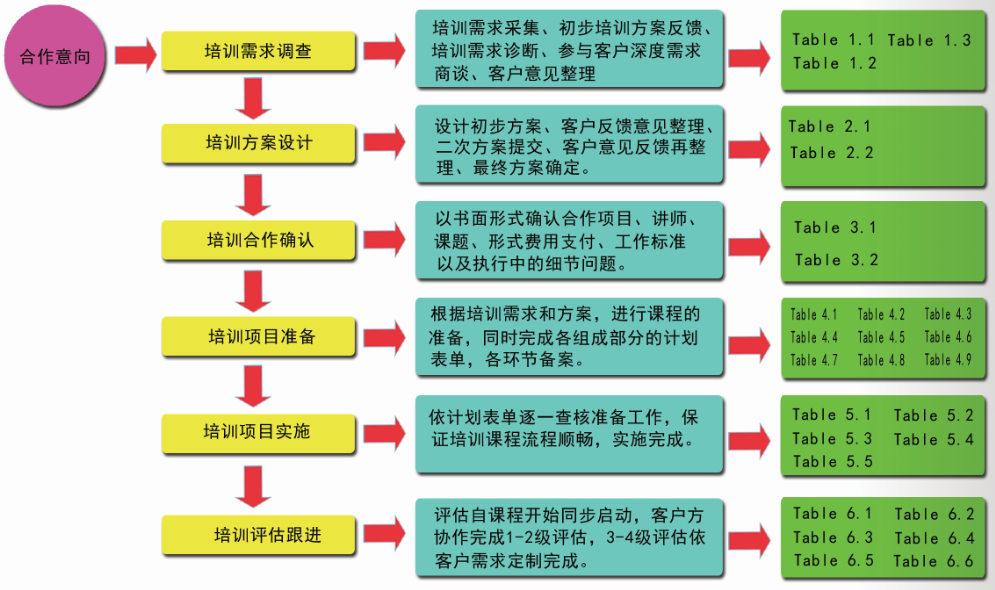 合作意向
培训需求调查
培训需求采集、初步培训方案反馈、
培训需求诊断、参与客户深度需求
商谈、客户意见整理
Table 1.1 Table 1.3
Table 1.2
培训方案设计
设计初步方案、客户反馈意见整理、
二次方案提交、客户意见反馈再整
理、最终方案确定。
Table 2.1
Table 2.2
培训合作确认
以书面形式确认合作项目、讲师、
课题、形式费用支付、工作标准
以及执行中的细节问题。
Table 3.1
Table 3.2
培训项目准备
根据培训需求和方案，进行课程的
准备，同时完成各组成部分的计划
表单，各环节备案。
Table 4.1 Table 4.2 Table 4.3
Table 4.4 Table 4.5 Table 4.6
Table 4.7 Table 4.8 Table 4.9
培训项目实施
依计划表单逐一查核准备工作，保
证培训课程流程顺畅，实施完成。
Table 5.1 Table 5.2
Table 5.3 Table 5.4
Table 5.5
培训评估跟进
评估自课程开始同步启动，客户方
协作完成1-2级评估，3-4级评估依
客户需求定制完成。
Table 6.1 Table 6.2
Table 6.3 Table 6.4
Table 6.5 Table 6.6